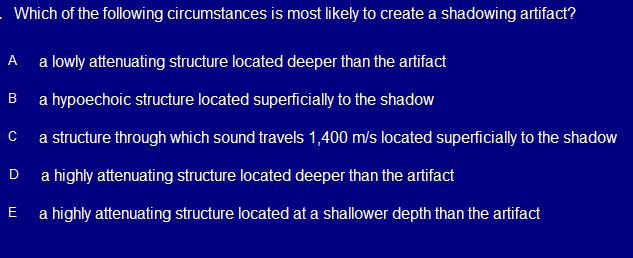 . Which of the following circumstances is most likely to create a shadowing artifact?
A a lowly attenuating structure located deeper than the artifact
B a hypoechoic structure located superficially to the shadow
C a structure through which sound travels 1,400 m/s located superficially to the shadow
D a highly attenuating structure located deeper than the artifact
E a highly attenuating structure located at a shallower depth than the artifact